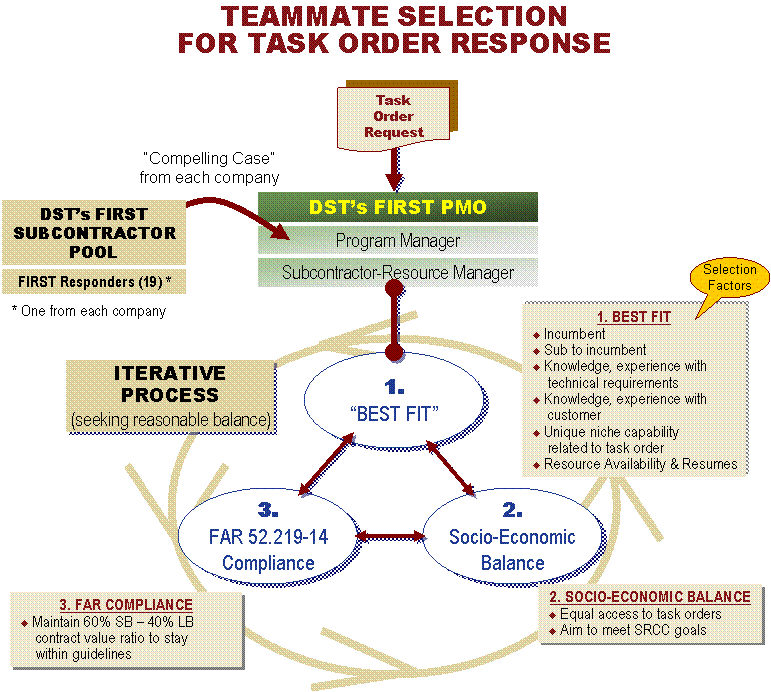 TEAMMATE SELECTION
FOR TASK ORDER RESPONSE
Task
Order
Request
"Compelling Case"
from each company
DST's FIRST
SUBCONTRACTOR
POOL
FIRST Responders (19) *
* One from each company
DST's FIRST PMO
Program Manager
Subcontractor-Resource Manager
Selection
Factors
1. BEST FIT
◆ Incumbent
◆ Sub to incumbent
◆ Knowledge, experience with
technical requirements
◆ Knowledge, experience with
customer
◆ Unique niche capability
related to task order
◆ Resource Availability & Resumes
ITERATIVE
PROCESS
(seeking reasonable balance)
1.
"BEST FIT"
3.
FAR 52.219-14
Compliance
2.
Socio-Economic
Balance
3. FAR COMPLIANCE
◆ Maintain 60% SB – 40% LB
contract value ratio to stay
within guidelines
2. SOCIO-ECONOMIC BALANCE
◆ Equal access to task orders
◆ Aim to meet SRCC goals